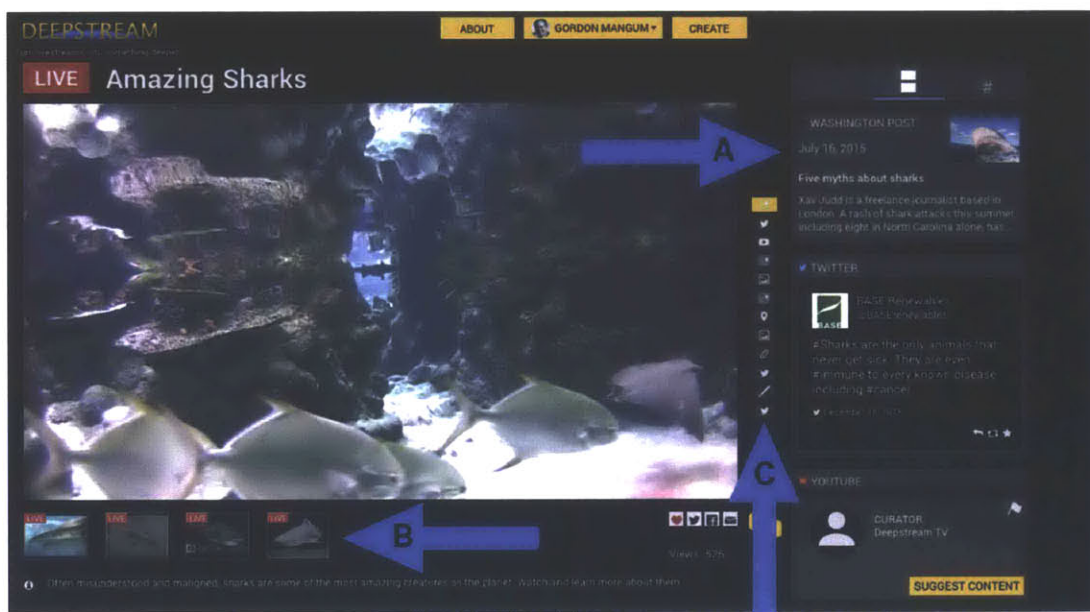 DEEPSTREAM
ABOUT
GORDON MANGUM
CREATE
LIVE Amazing Sharks
#
WASHINGTON POST
July 16, 2015
Five myths about sharks
Xav Judd is a freelance journalist based in
London. A rash of shark attacks this summer
including eight in North Carolina alone, has...
A
TWITTER
BASE Renewables
BASE
#Sharks are the only animals that
never get sick. They are even
#immune to every known disease
including #cancer
C
YOUTUBE
CURATOR
Deepstream TV
LIVE
LIVE
LIVE
LIVE
B
Views: 525
Often misunderstood and maligned, sharks are some of the most amazing creatures on the planet. Watch and learn more about them.
SUGGEST CONTENT